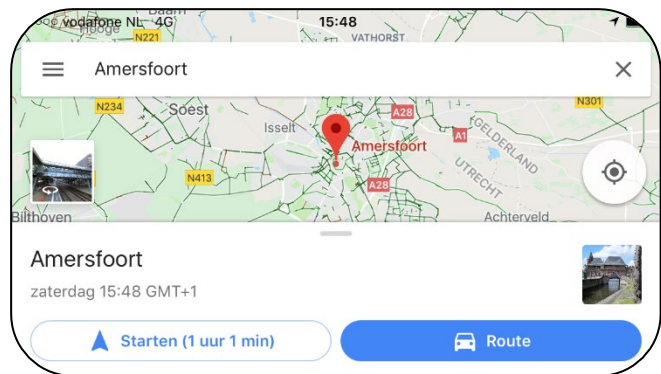 Baarn
vodafone NL 4G
15:48
Hooge
N221
VATHORST
Amersfoort
N234
Soest
A28
N301
Isselt
A1
GELDERLAND
Amersfoort
UTRECHT
N413
A28
Bilthoven
Achterveld
Amersfoort
zaterdag 15:48 GMT+1
Starten (1 uur 1 min)
Route